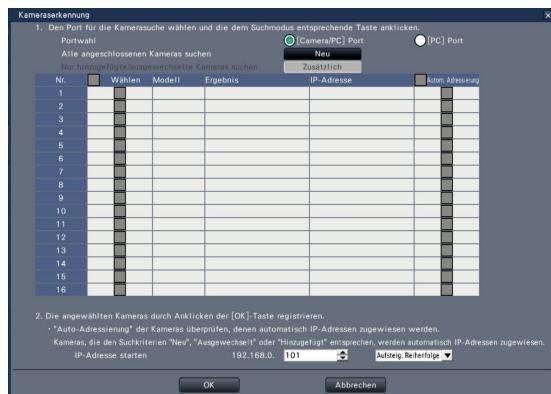 Kameraserkennung
1. Den Port für die Kamerasuche wählen und die dem Suchmodus entsprechende Taste anklicken.
Portwahl [Camera/PC] Port [PC] Port
Alle angeschlossenen Kameras suchen Neu
Nur hinzugefügte/ausgewechselte Kameras suchen Zusätzlich
Nr. Wählen Modell Ergebnis IP-Adresse Autom. Adressierung
1
2
3
4
5
6
7
8
9
10
11
12
13
14
15
16
2. Die angewählten Kameras durch Anklicken der [OK]-Taste registrieren.
· "Auto-Adressierung" der Kameras überprüfen, denen automatisch IP-Adressen zugewiesen werden.
Kameras, die den Suchkriterien "Neu", "Ausgewechselt" oder "Hinzugefügt" entsprechen, werden automatisch IP-Adressen zugewiesen.
IP-Adresse starten 192.168.0. 101 Aufsteig. Reihenfolge
OK Abbrechen